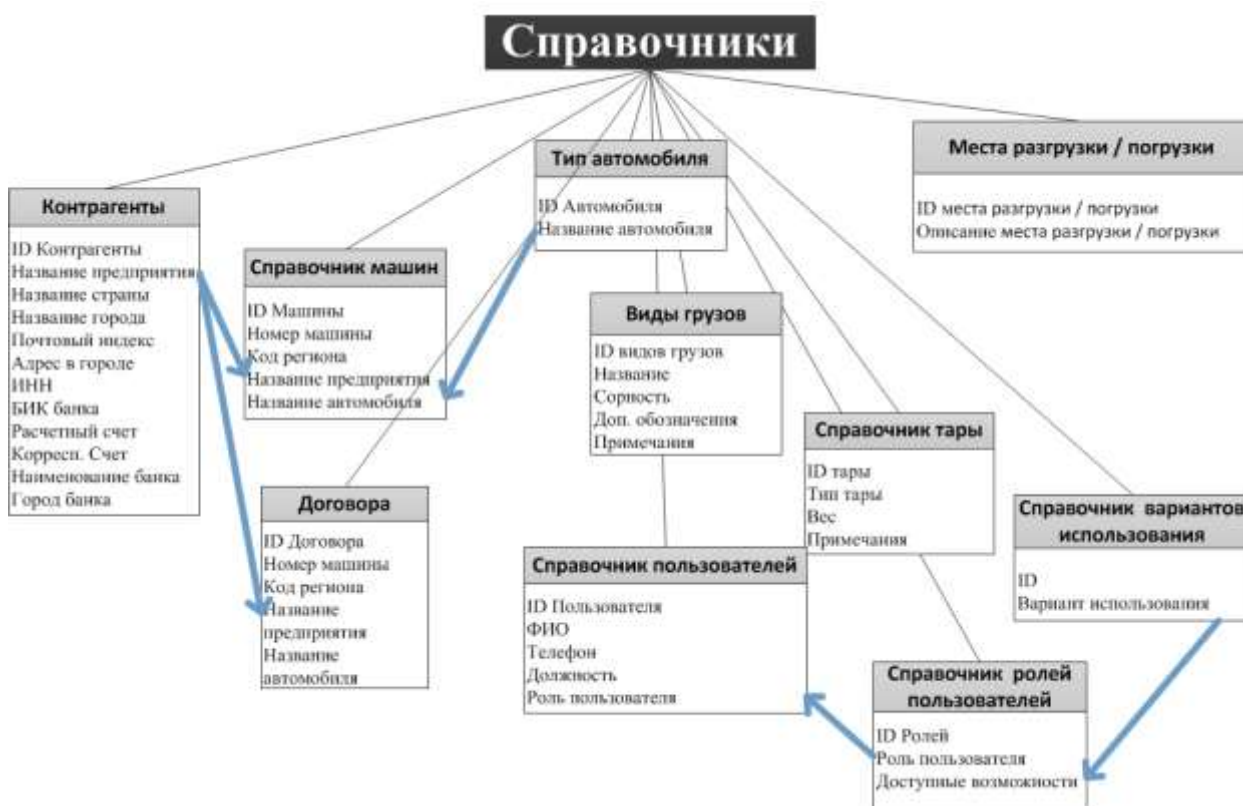 Справочники
Места разгрузки / погрузки
ID места разгрузки / погрузки
Описание места разгрузки / погрузки
Тип автомобиля
ID Автомобиля
Название автомобиля
Контрагенты
ID Контрагенты
Название предприятия
Название страны
Название города
Почтовый индекс
Адрес в городе
ИНН
БИК банка
Расчетный счет
Корресп. Счет
Наименование банка
Город банка
Справочник машин
ID Машины
Номер машины
Код региона
Название предприятия
Название автомобиля
Виды грузов
ID видов грузов
Название
Сорность
Доп. обозначения
Примечания
Справочник тары
ID тары
Тип тары
Вес
Примечания
Договора
ID Договора
Номер машины
Код региона
Название
предприятия
Название
автомобиля
Справочник вариантов
использования
ID
Вариант использования
Справочник пользователей
ID Пользователя
ФИО
Телефон
Должность
Роль пользователя
Справочник ролей
пользователей
ID Ролей
Роль пользователя
Доступные возможности